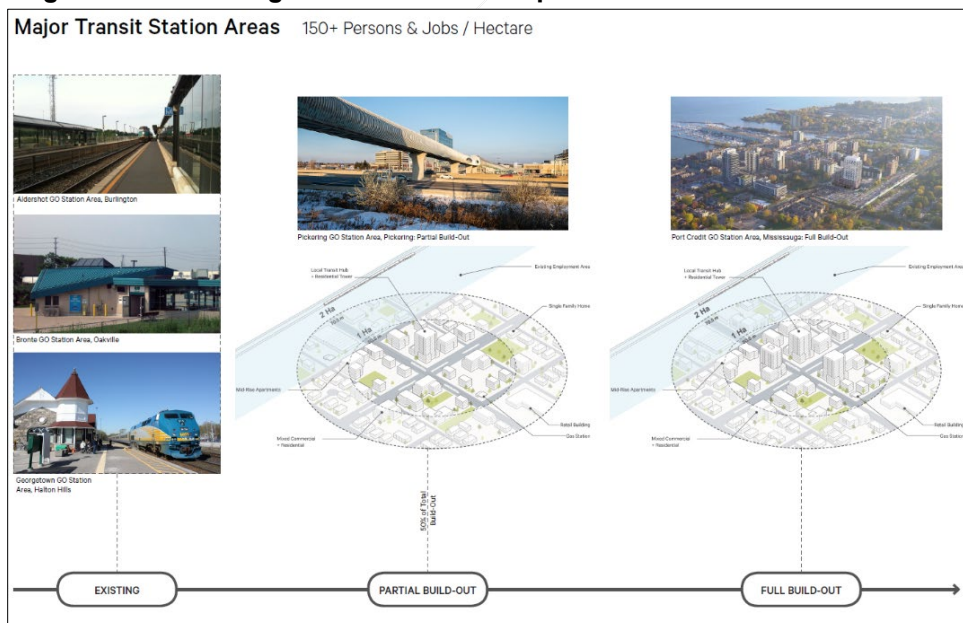 Major Transit Station Areas 150+ Persons & Jobs / Hectare
Aldershot GO Station Area, Burlington
Bronte GO Station Area, Oakville
Georgetown GO Station
Area, Halton Hills
Pickering GO Station Area, Pickering: Partial Build-Out
Local Transit Hub
+ Residential Tower
Existing Employment Area
Single Family Home
2 Ha
1 Ha
Mid-Rise Apartments
Mixed Commercial
+ Residential
Retail Building
Gas Station
50% of Total
Build-Out
Port Credit GO Station Area, Mississauga: Full Build-Out
Local Transit Hub
+ Residential Tower
Existing Employment Area
Single Family Home
2 Ha
1 Ha
Mid-Rise Apartments
Mixed Commercial
+ Residential
Retail Building
Gas Station
EXISTING
PARTIAL BUILD-OUT
FULL BUILD-OUT